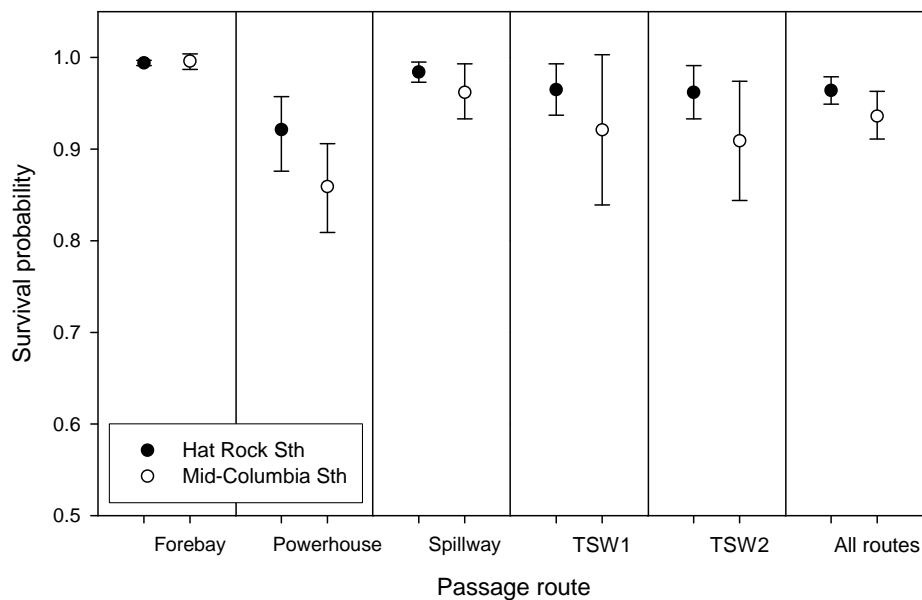 Survival probability
1.0
0.9
0.8
0.7
0.6
0.5
Hat Rock Sth
Mid-Columbia Sth
Forebay Powerhouse Spillway TSW1 TSW2 All routes
Passage route